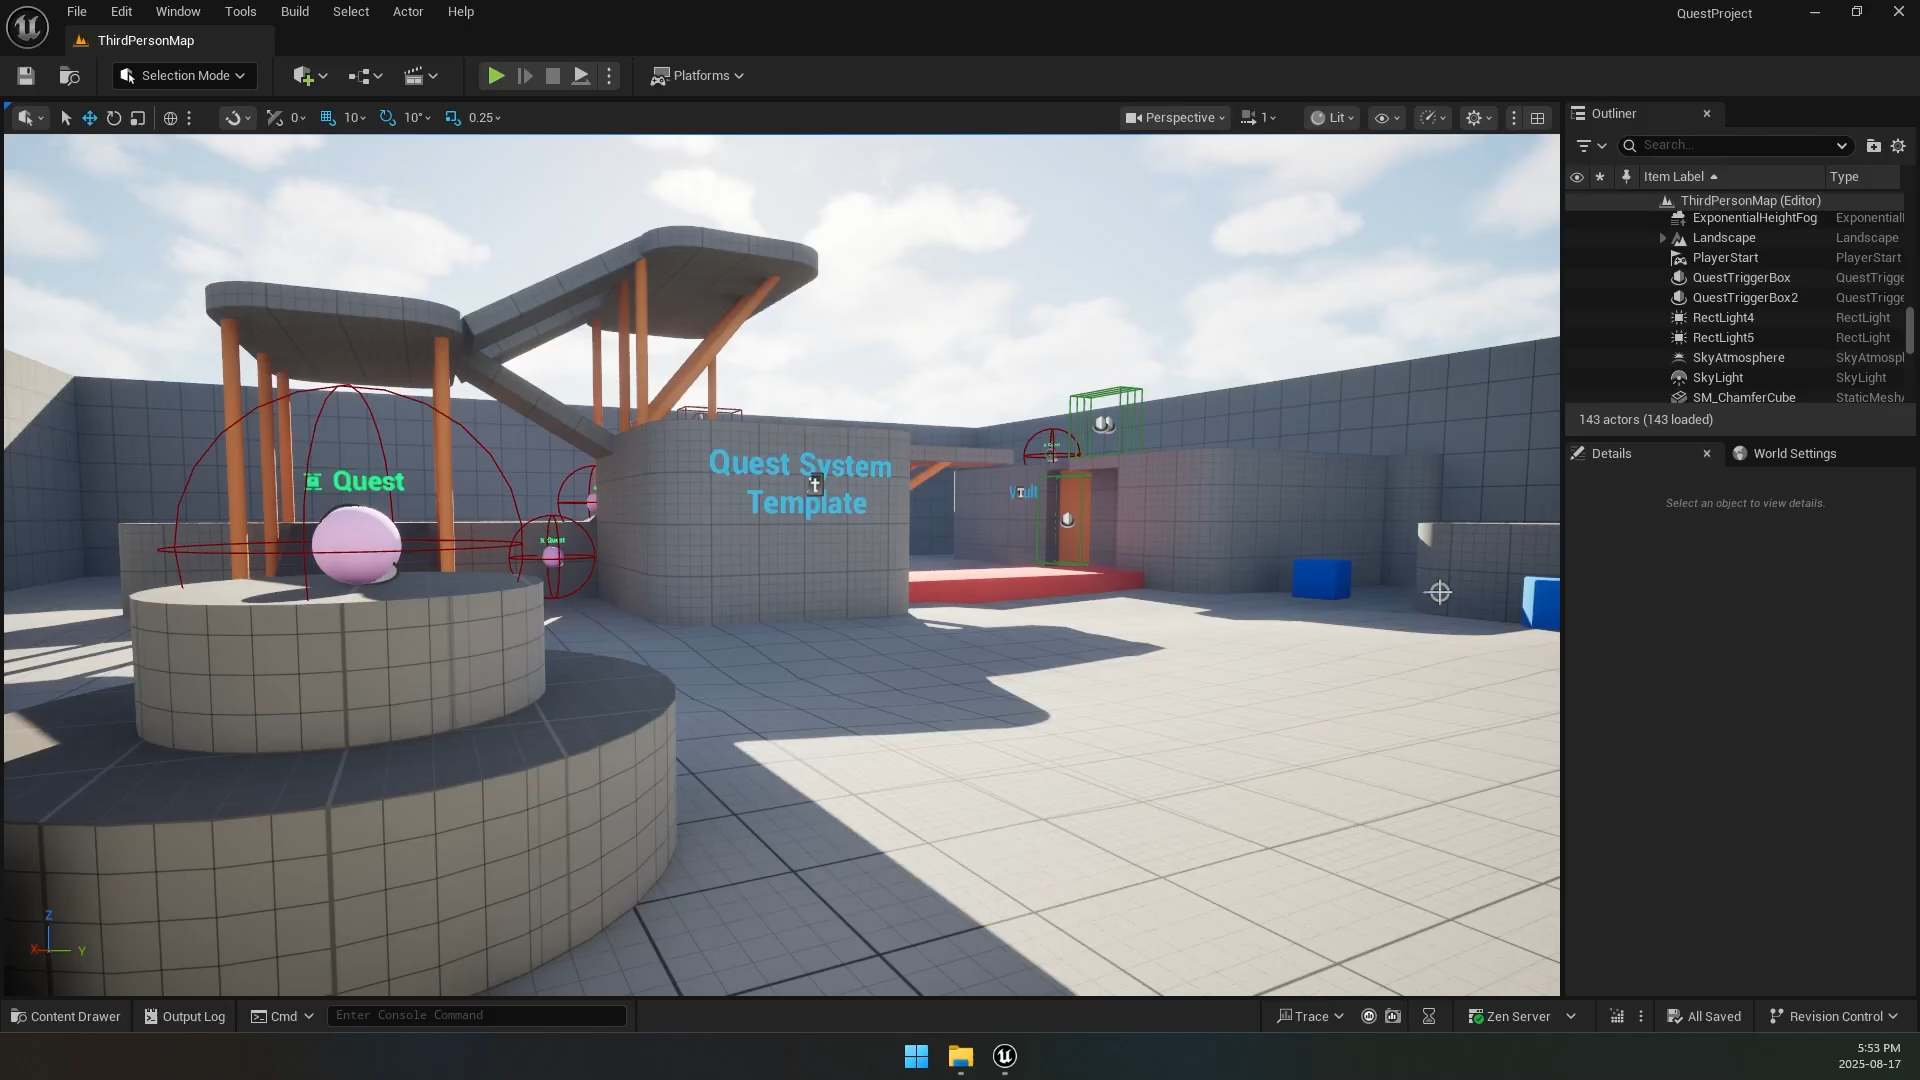 File Edit Window Tools Build Select Actor Help
QuestProject
ThirdPersonMap
Selection Mode
Platforms
0 10 10° 0.25
Perspective 1 Lit
Outliner
Search...
Item Label Type
ThirdPersonMap (Editor)
ExponentialHeightFog Exponential
Landscape Landscape
PlayerStart PlayerStart
QuestTriggerBox QuestTrigge
QuestTriggerBox2 QuestTrigge
RectLight4 RectLight
RectLight5 RectLight
SkyAtmosphere SkyAtmospl
SkyLight SkyLight
SM_ChamferCube StaticMesh
143 actors (143 loaded)
Details World Settings
Select an object to view details.
Quest
Quest System
Template
Quest
Z
X Y
Content Drawer Output Log Cmd Enter Console Command
Trace Zen Server All Saved Revision Control
5:53 PM
2025-08-17